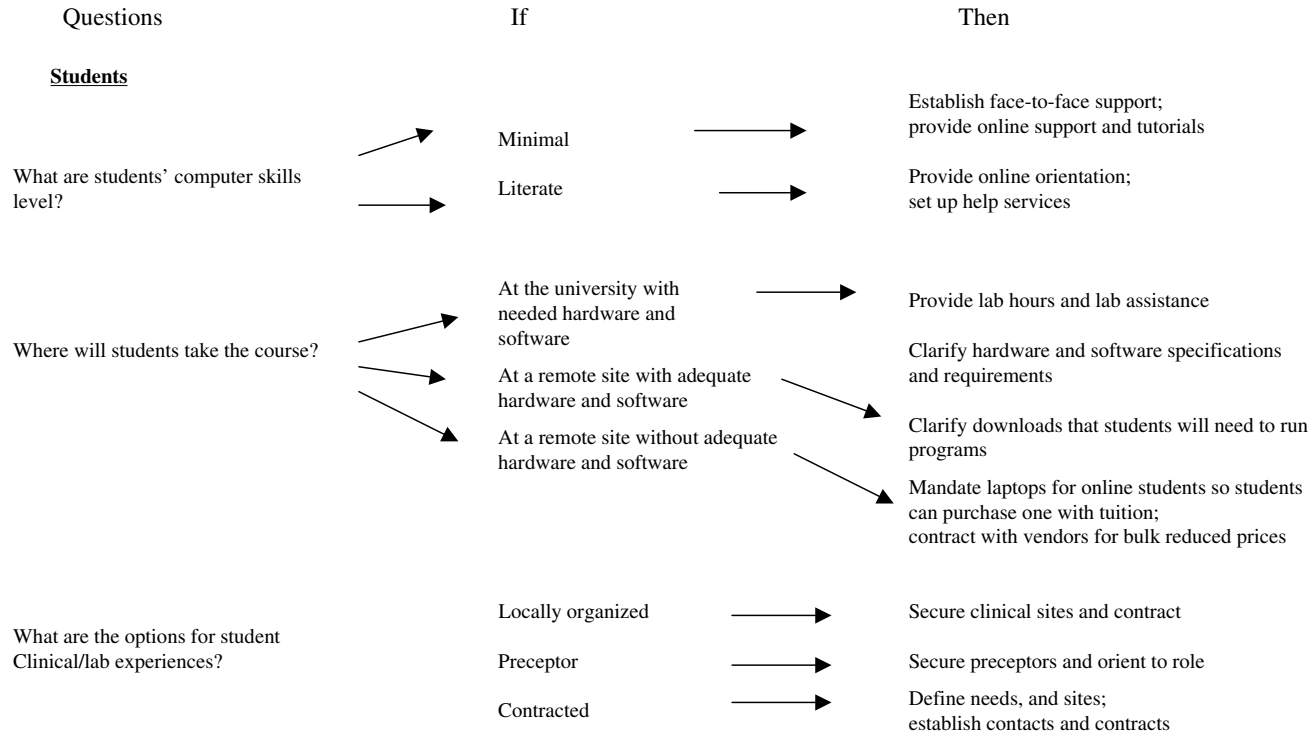 Questions
If
Then
Students
What are students’ computer skills
level?
Minimal
Establish face-to-face support;
provide online support and tutorials
Literate
Provide online orientation;
set up help services
Where will students take the course?
At the university with
needed hardware and
software
Provide lab hours and lab assistance
Clarify hardware and software specifications
and requirements
At a remote site with adequate
hardware and software
Clarify downloads that students will need to run
programs
At a remote site without adequate
hardware and software
Mandate laptops for online students so students
can purchase one with tuition;
contract with vendors for bulk reduced prices
What are the options for student
Clinical/lab experiences?
Locally organized
Secure clinical sites and contract
Preceptor
Secure preceptors and orient to role
Contracted
Define needs, and sites;
establish contacts and contracts